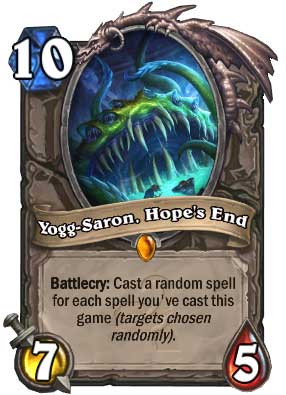 10
Yogg-Saron, Hope's End
Battlecry: Cast a random spell
for each spell you've cast this
game (targets chosen
randomly).
7
5